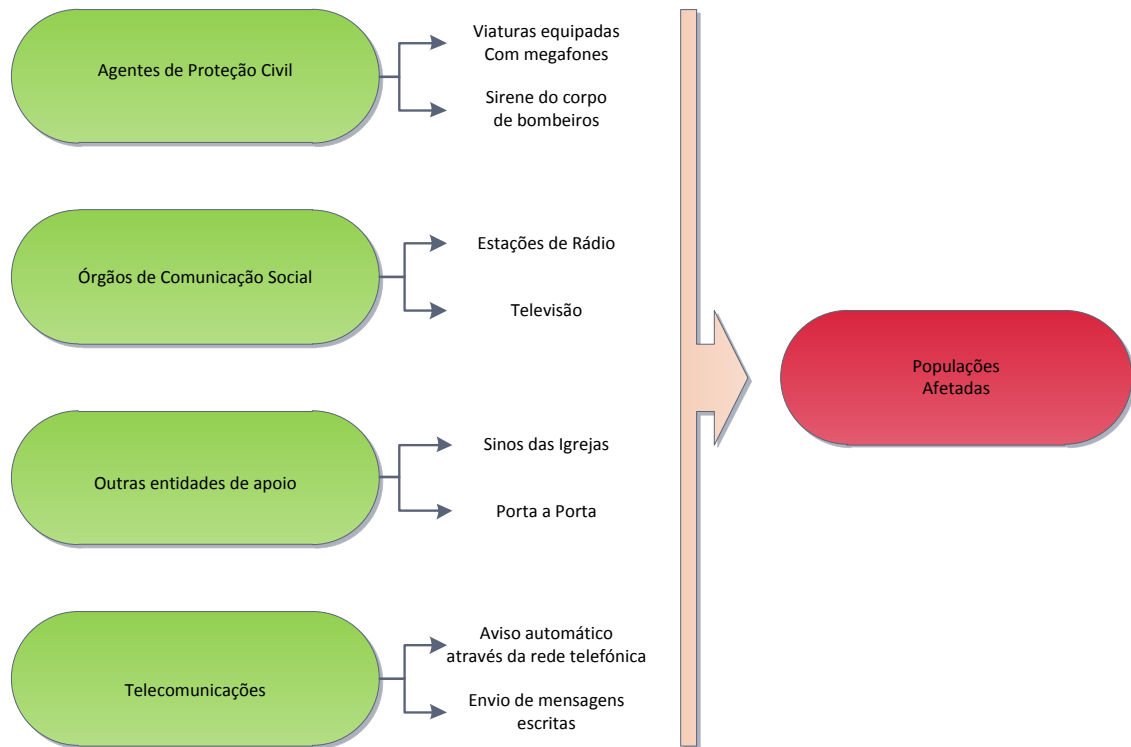 Agentes de Proteção Civil
Viaturas equipadas
Com megafones
Sirene do corpo
de bombeiros
Órgãos de Comunicação Social
Estações de Rádio
Televisão
Populações
Afetadas
Outras entidades de apoio
Sinos das Igrejas
Porta a Porta
Telecomunicações
Aviso automático
através da rede telefónica
Envio de mensagens
escritas